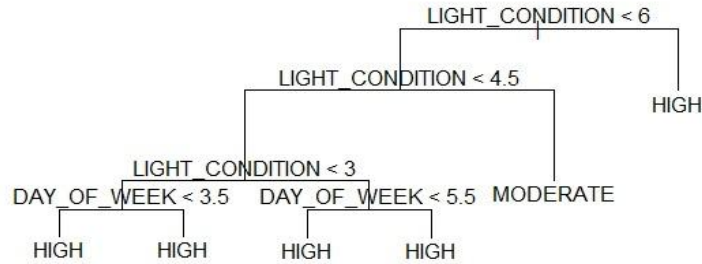 LIGHT_CONDITION < 6
LIGHT_CONDITION < 4.5
HIGH
LIGHT_CONDITION < 3
DAY_OF_WEEK < 3.5
DAY_OF_WEEK < 5.5
MODERATE
HIGH
HIGH
HIGH
HIGH